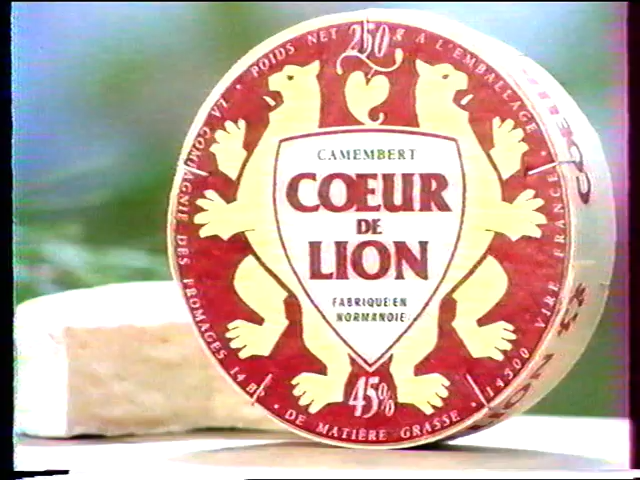 POIDS NET 250 g A L'EMBALLAGE
CAMEMBERT
COEUR
DE
LION
FABRIQUÉ EN
NORMANDIE
LA COMPAGNIE DES FROMAGES 14
14500 VIRE FRANCE
45%
DE MATIÈRE GRASSE